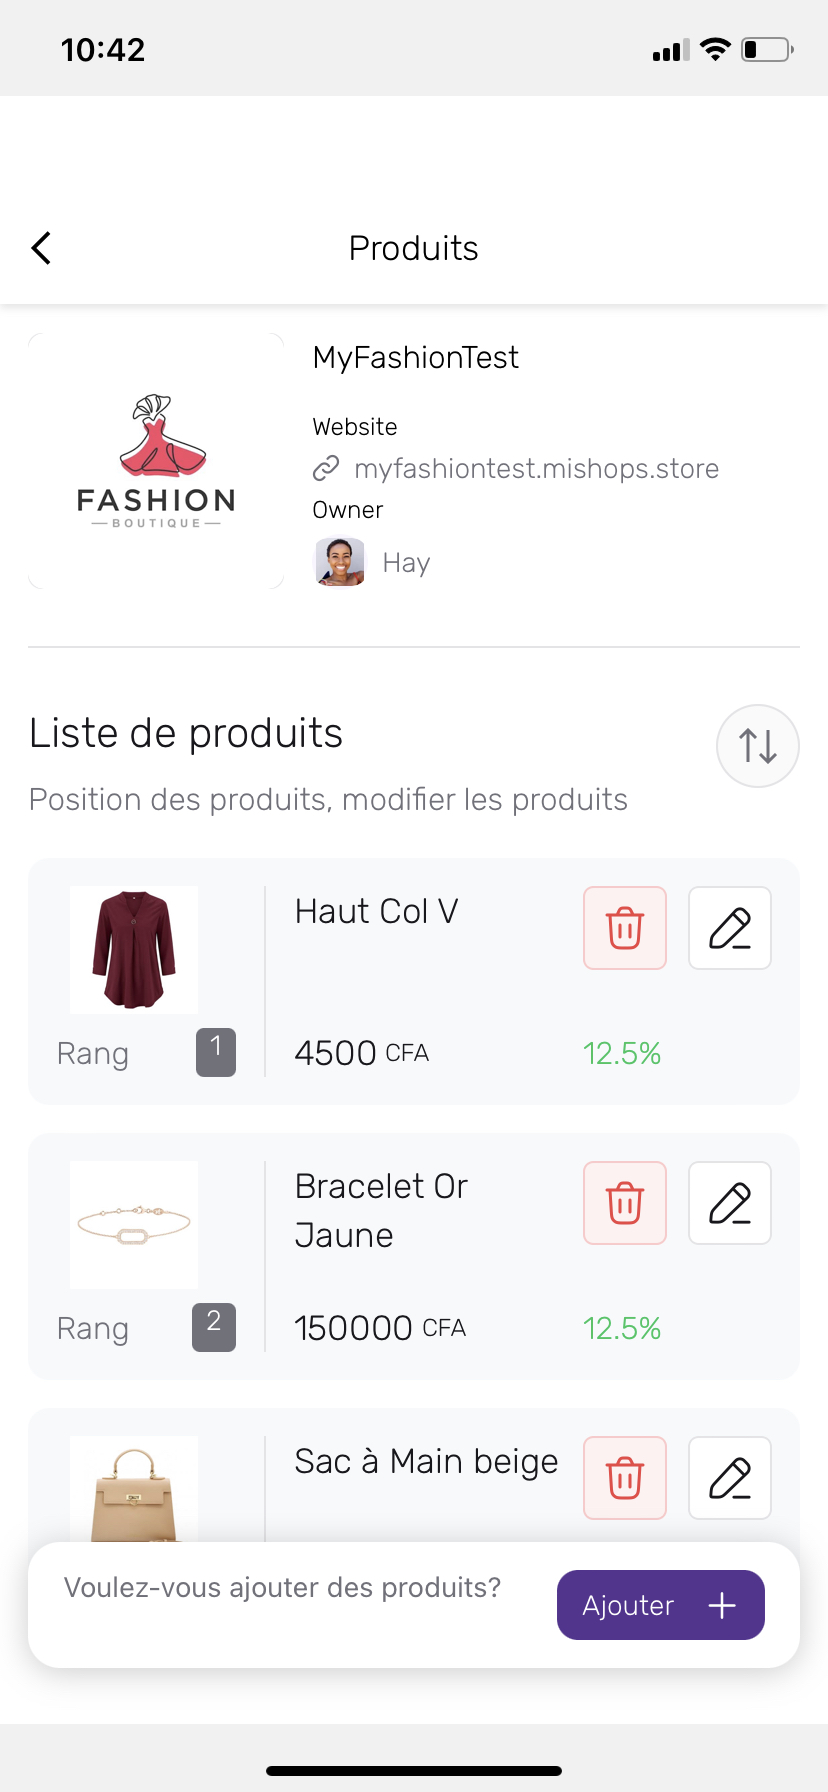 10:42
Produits
MyFashionTest
FASHION
BOUTIQUE
Website
myfashiontest.mishops.store
Owner
Hay
Liste de produits
Position des produits, modifier les produits
Haut Col V
Rang 1
4500 CFA
12.5%
Bracelet Or
Jaune
Rang 2
150000 CFA
12.5%
Sac à Main beige
Voulez-vous ajouter des produits?
Ajouter